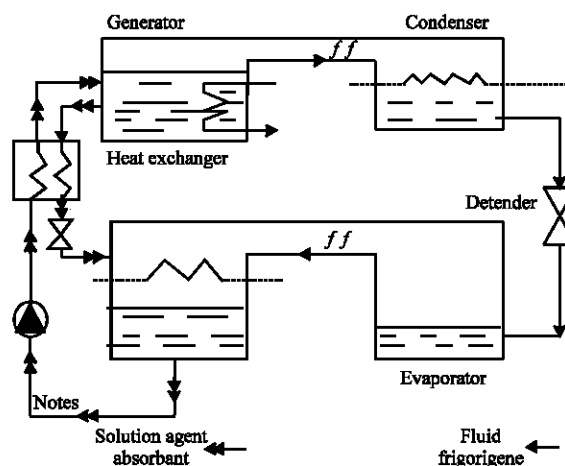 Generator
Condenser
ff
Heat exchanger
Detender
ff
Evaporator
Notes
Solution agent
absorbant
Fluid
frigorigene